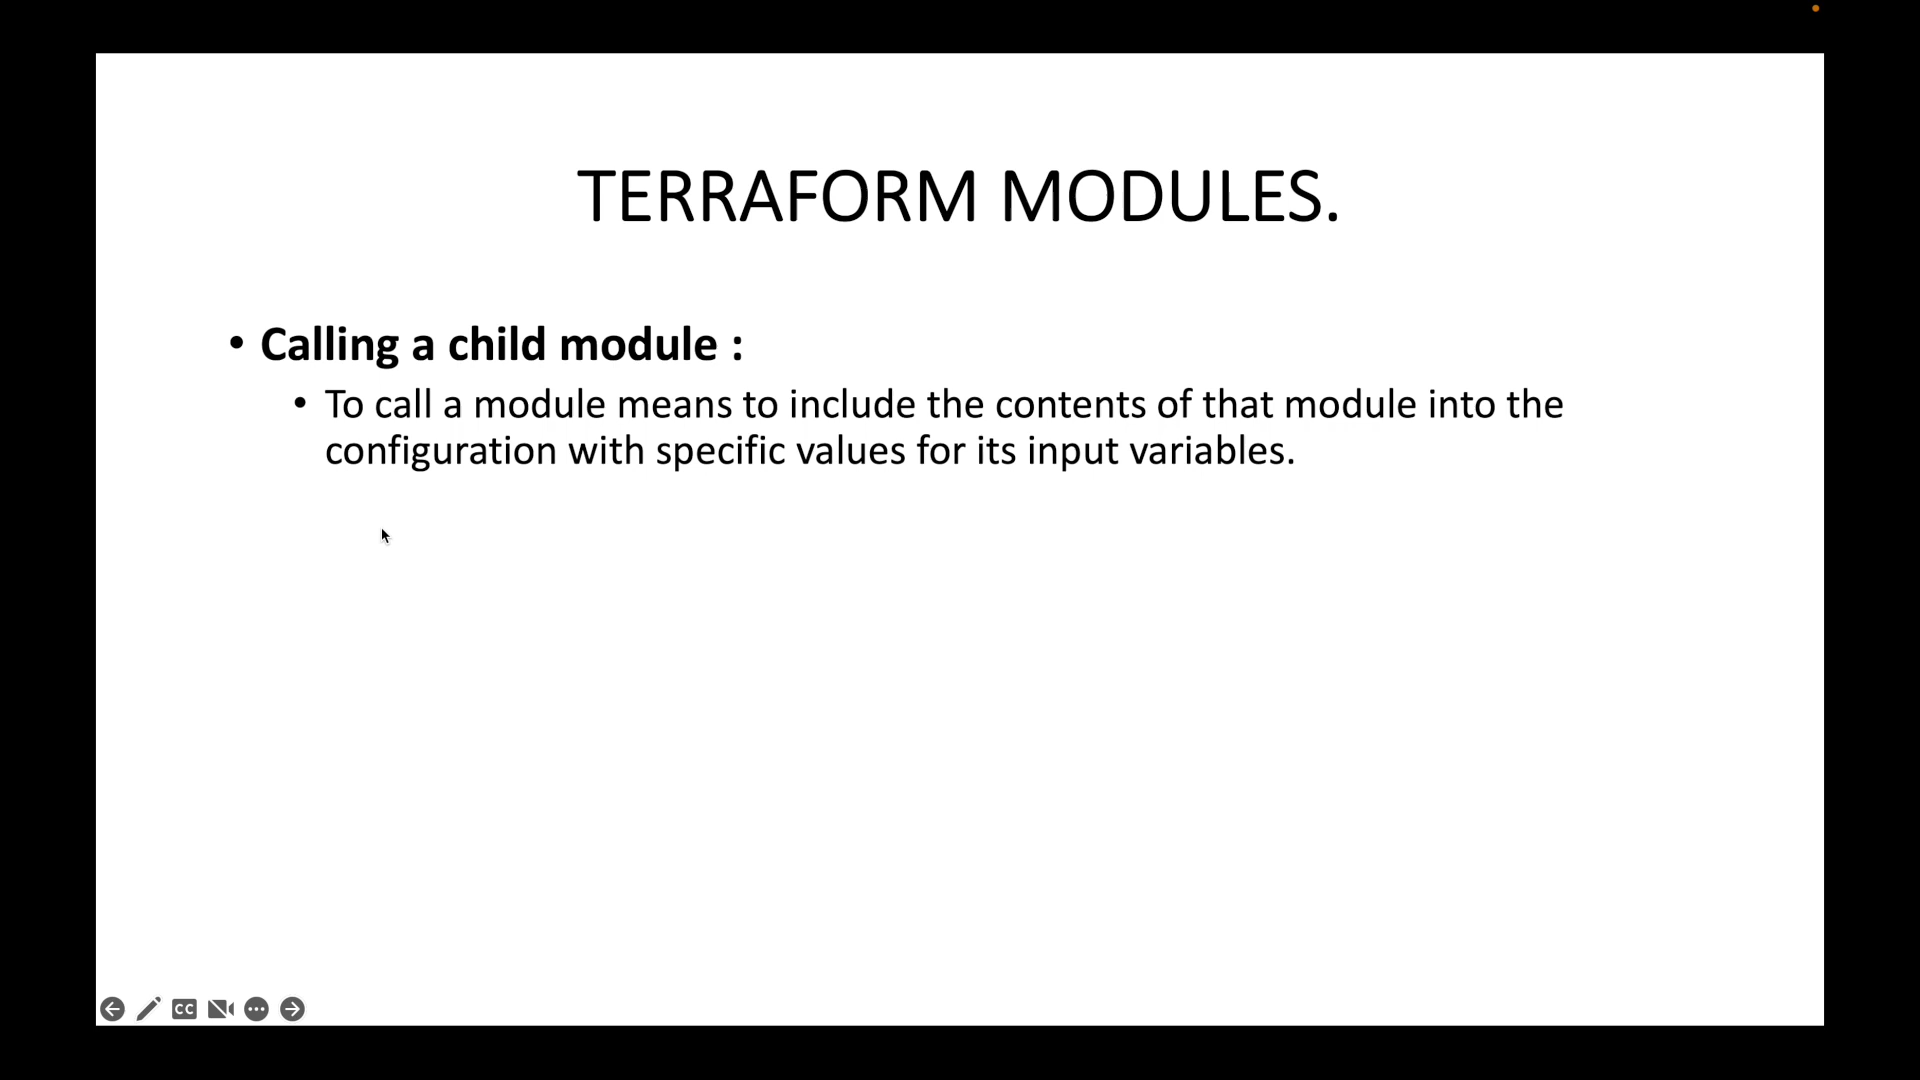 TERRAFORM MODULES.
• Calling a child module :
• To call a module means to include the contents of that module into the
configuration with specific values for its input variables.
CC